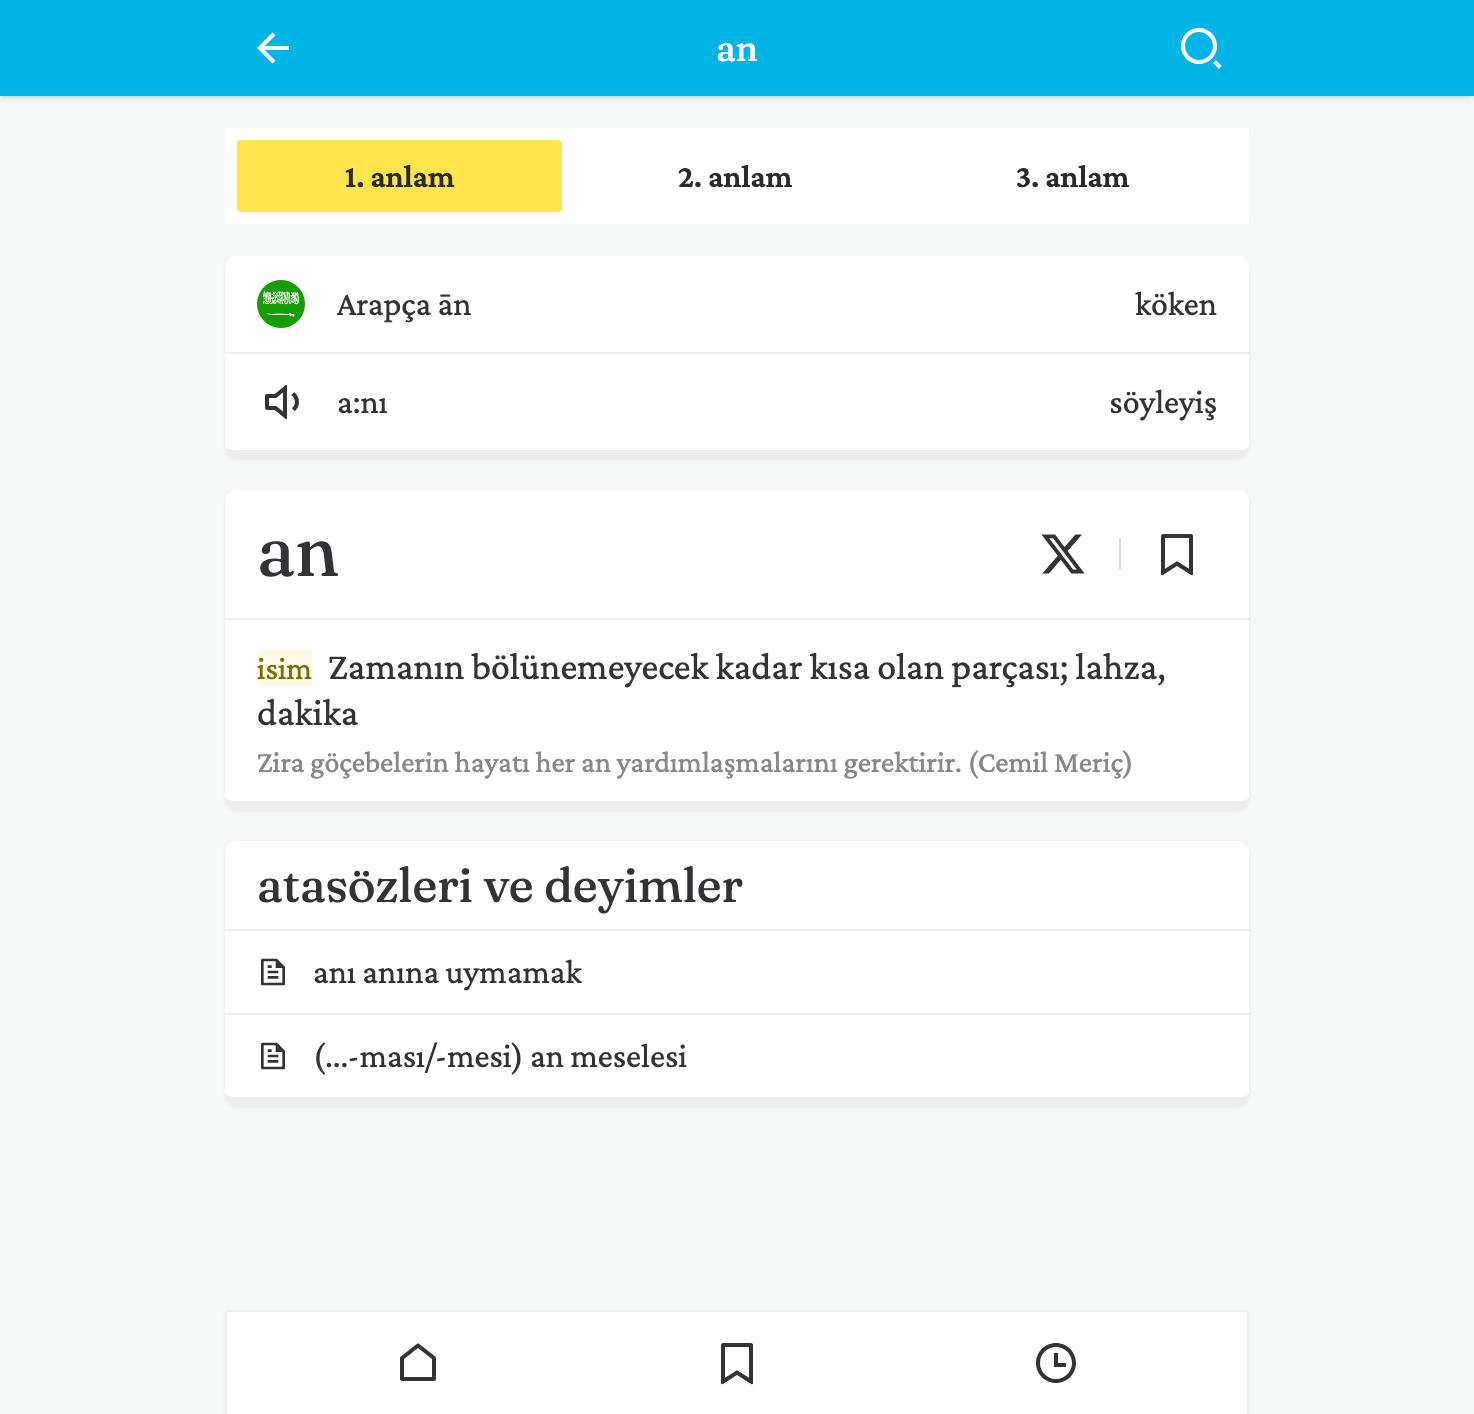 an
1. anlam 2. anlam 3. anlam
Arapça ān köken
a:nı söyleyiş
an
isim Zamanın bölünemeyecek kadar kısa olan parçası; lahza,
dakika
Zira göçebelerin hayatı her an yardımlaşmalarını gerektirir. (Cemil Meriç)
atasözleri ve deyimler
anı anına uymamak
(...-ması/-mesi) an meselesi